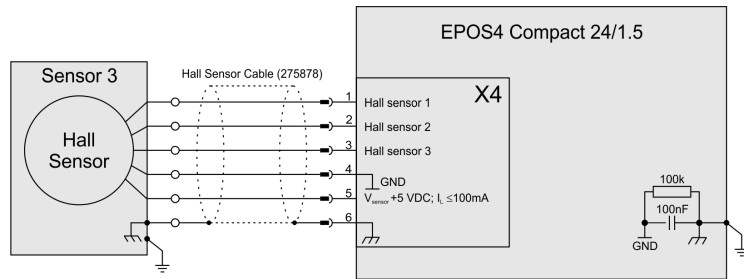 EPOS4 Compact 24/1.5
Sensor 3
Hall Sensor Cable (275878)
X4
Hall
Sensor
1 Hall sensor 1
2 Hall sensor 2
3 Hall sensor 3
4
GND
5 Vsensor +5 VDC; IL ≤100mA
6
100k
100nF
GND